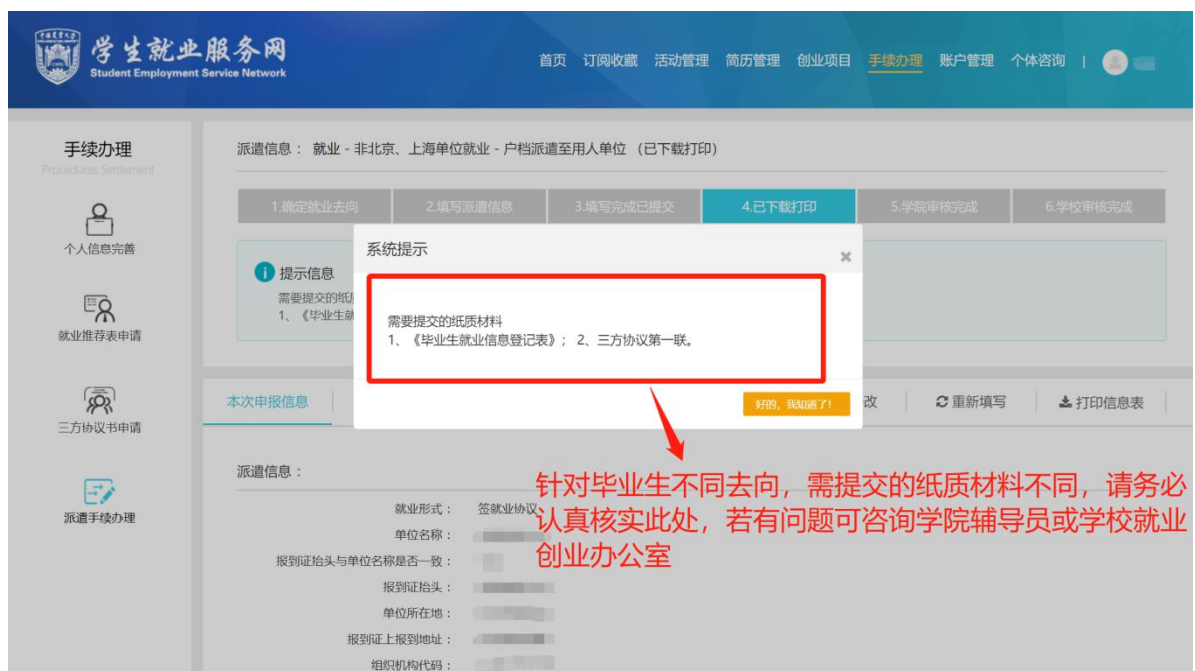 学生就业服务网
Student Employment Service Network
首页 订阅收藏 活动管理 简历管理 创业项目 手续办理 账户管理 个体咨询 |
手续办理
Procedures Settlement
个人信息完善
就业推荐表申请
三方协议书申请
派遣手续办理
派遣信息： 就业 - 非北京、上海单位就业 - 户档派遣至用人单位 （已下载打印）
1.确定就业去向 2.填写派遣信息 3.填写完成已提交 4.已下载打印 5.学院审核完成 6.学校审核完成
提示信息
需要提交的纸
1、《毕业生就
系统提示 ×
需要提交的纸质材料
1、《毕业生就业信息登记表》； 2、三方协议第一联。
好的，我知道了!
本次申报信息 改 重新填写 打印信息表
派遣信息：
就业形式： 签就业协议
单位名称：
报到证抬头与单位名称是否一致：
报到证抬头：
单位所在地：
报到证上报到地址：
组织机构代码：
针对毕业生不同去向，需提交的纸质材料不同，请务必
认真核实此处，若有问题可咨询学院辅导员或学校就业
创业办公室